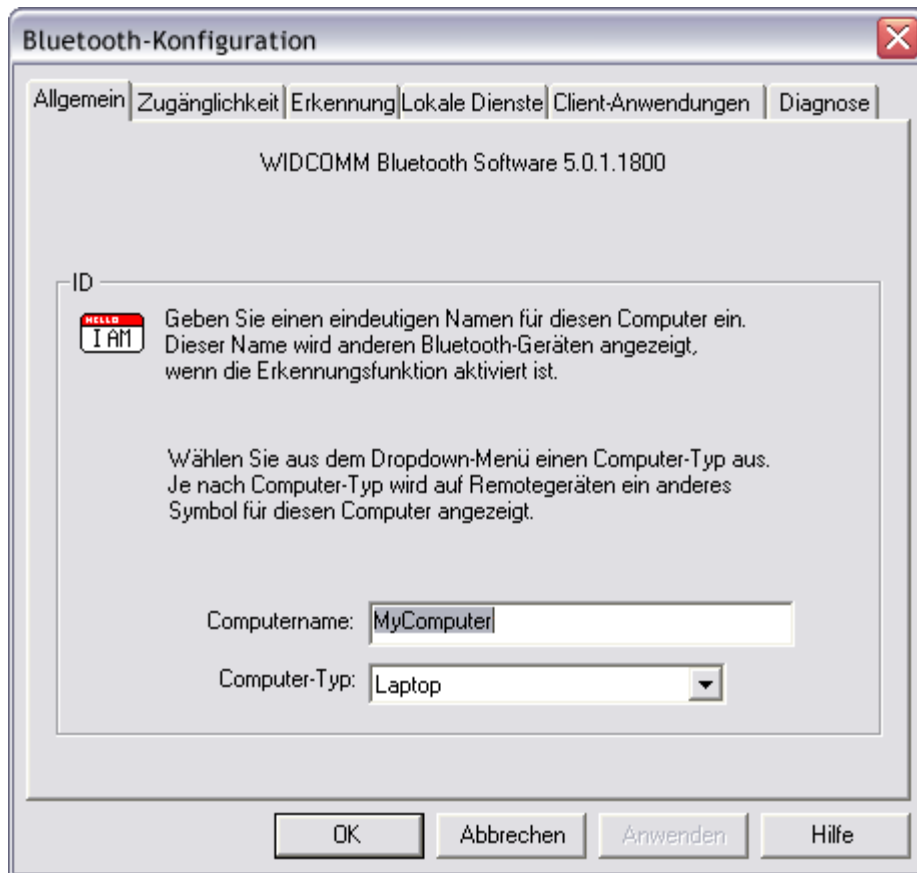 Bluetooth-Konfiguration
Allgemein Zugänglichkeit Erkennung Lokale Dienste Client-Anwendungen Diagnose
WIDCOMM Bluetooth Software 5.0.1.1800
ID
HELLO
I AM
Geben Sie einen eindeutigen Namen für diesen Computer ein.
Dieser Name wird anderen Bluetooth-Geräten angezeigt,
wenn die Erkennungsfunktion aktiviert ist.
Wählen Sie aus dem Dropdown-Menü einen Computer-Typ aus.
Je nach Computer-Typ wird auf Remotegeräten ein anderes
Symbol für diesen Computer angezeigt.
Computername: MyComputer
Computer-Typ: Laptop
OK Abbrechen Anwenden Hilfe